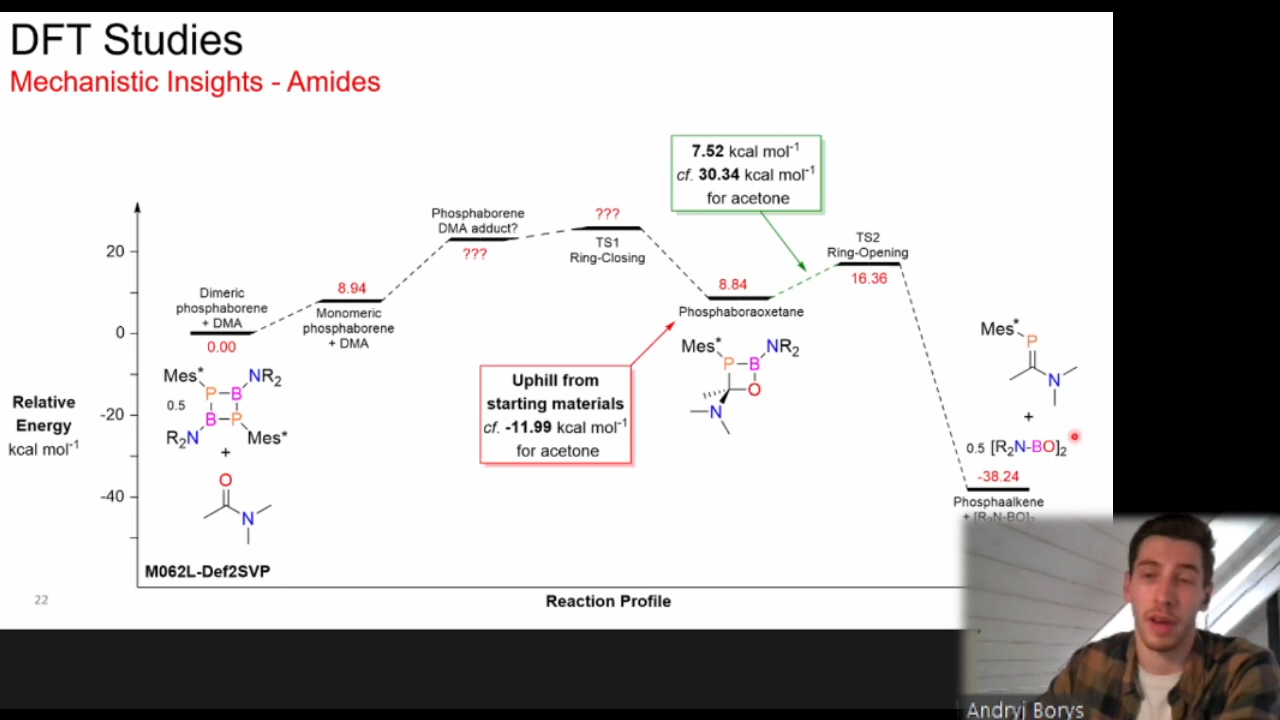 DFT Studies
Mechanistic Insights - Amides
7.52 kcal mol-1
cf. 30.34 kcal mol-1
for acetone
Phosphaborene
DMA adduct?
???
???
TS1
Ring-Closing
TS2
Ring-Opening
16.36
20
0
-20
-40
Relative
Energy
kcal mol-1
Dimeric
phosphaborene
+ DMA
0.00
8.94
Monomeric
phosphaborene
+ DMA
8.84
Phosphaboraoxetane
Uphill from
starting materials
cf. -11.99 kcal mol-1
for acetone
Mes*
NR2
P
B
0.5
B
P
R2N
Mes*
+
O
N
Mes*
NR2
P
B
O
N
Mes*
P
N
+
0.5 [R2N-BO]2
-38.24
Phosphaalkene
+ [R2N-BO]2
M062L-Def2SVP
22
Reaction Profile
Andryj Borys